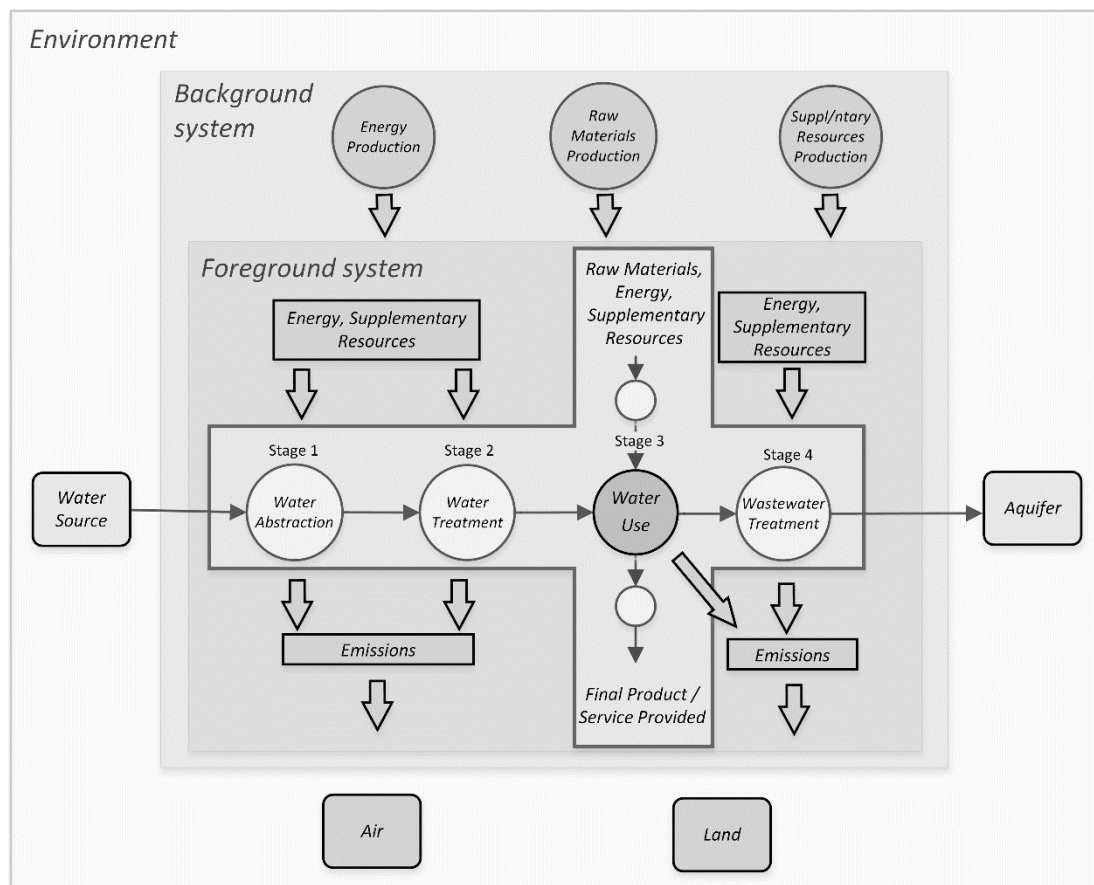 Environment
Background
system
Energy
Production
Raw
Materials
Production
Suppl/ntary
Resources
Production
Foreground system
Energy, Supplementary
Resources
Raw Materials,
Energy,
Supplementary
Resources
Energy,
Supplementary
Resources
Stage 1
Stage 2
Stage 3
Stage 4
Water
Source
Water
Abstraction
Water
Treatment
Water
Use
Wastewater
Treatment
Aquifer
Emissions
Emissions
Final Product /
Service Provided
Air
Land